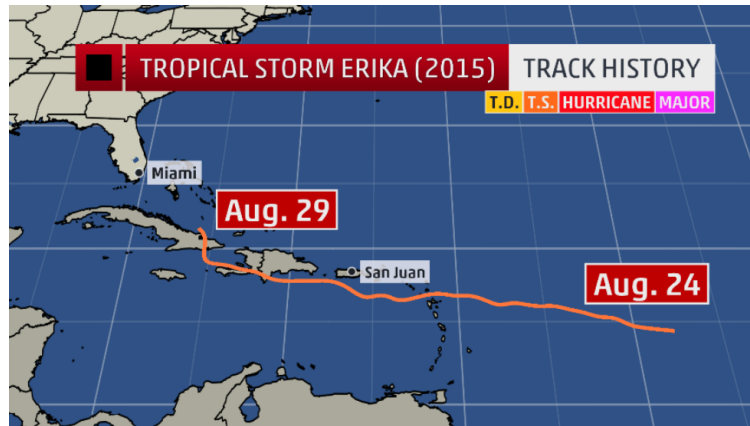 TROPICAL STORM ERIKA (2015) TRACK HISTORY
T.D. T.S. HURRICANE MAJOR
Miami
Aug. 29
San Juan
Aug. 24